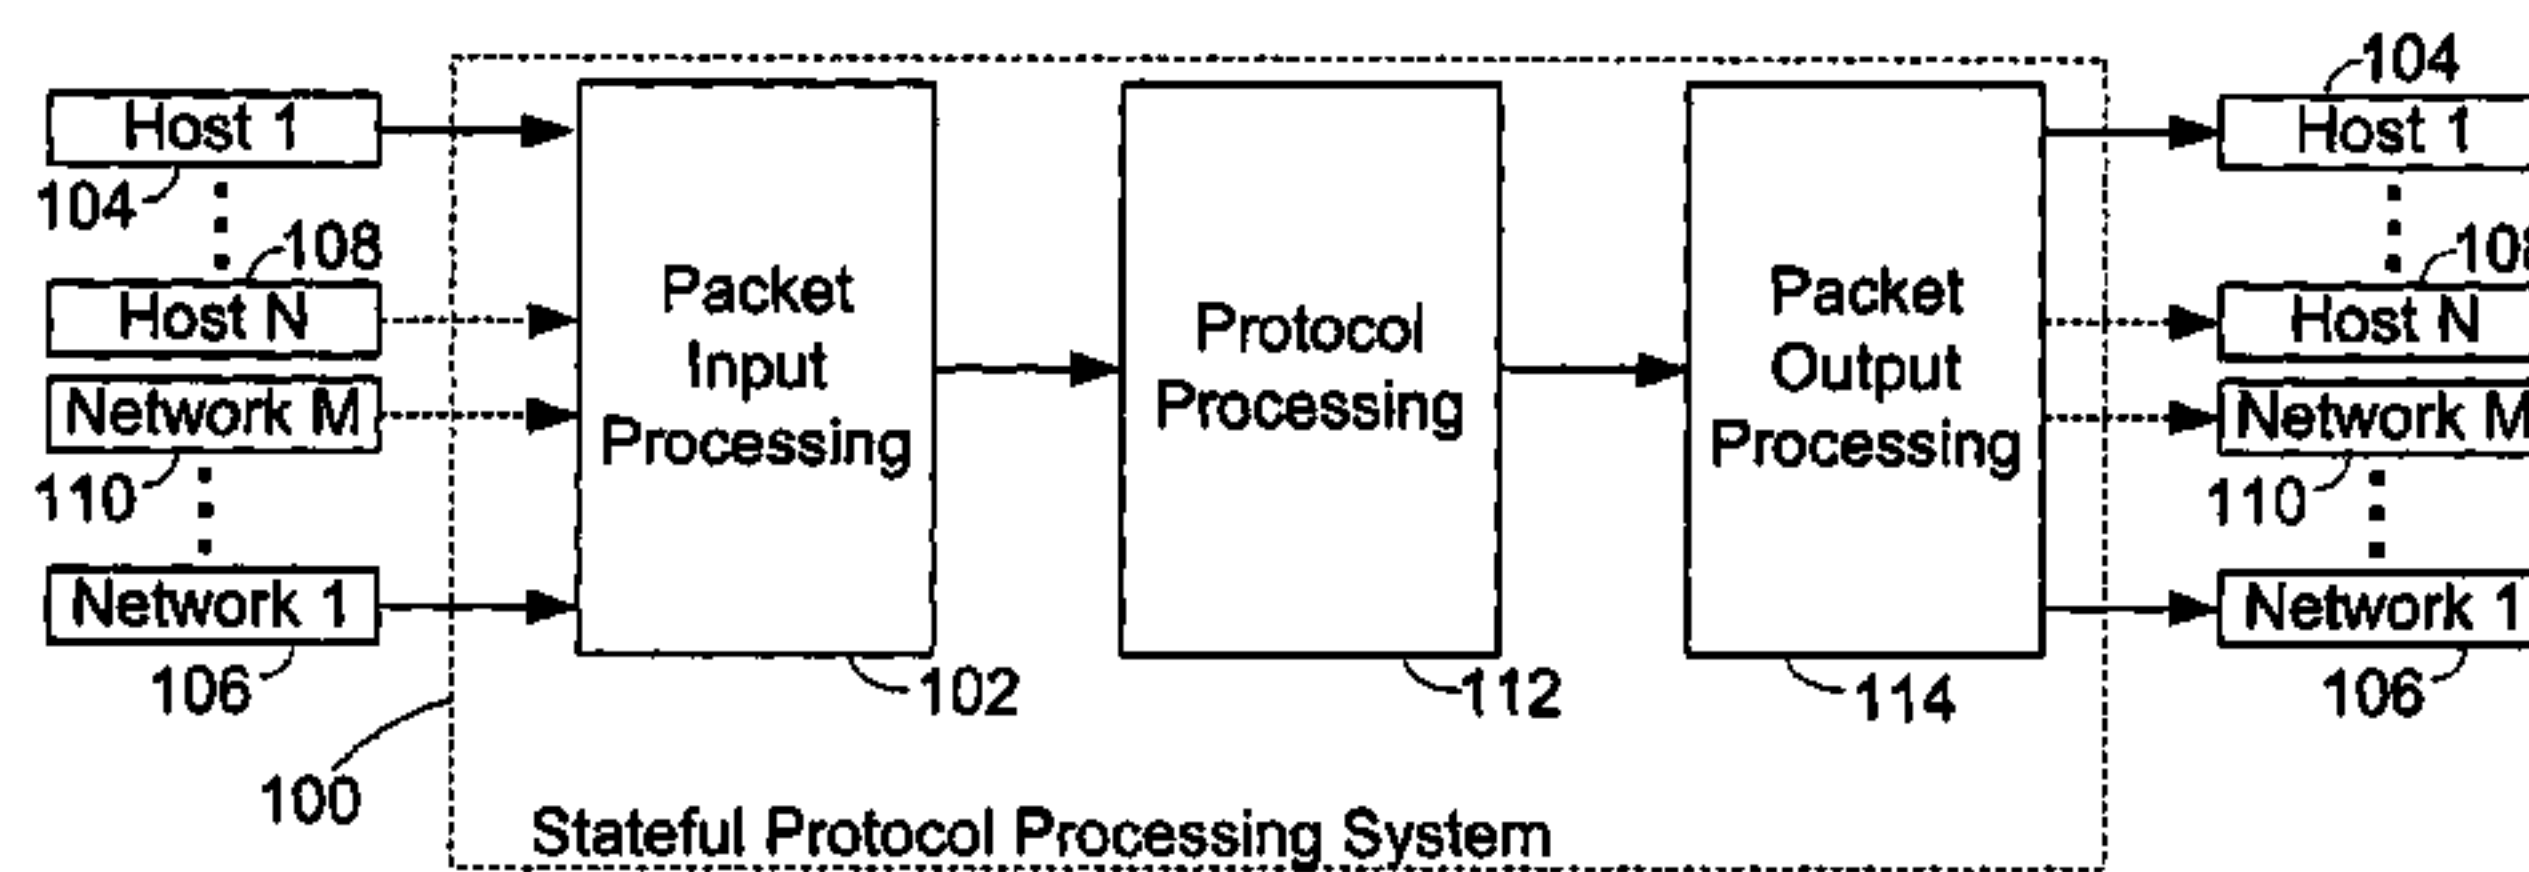 Host 1
104
108
Host N
Network M
110
Network 1
106
100
Packet
Input
Processing
102
Protocol
Processing
112
Packet
Output
Processing
114
Stateful Protocol Processing System
104
Host 1
Host N
Network M
110
Network 1
106